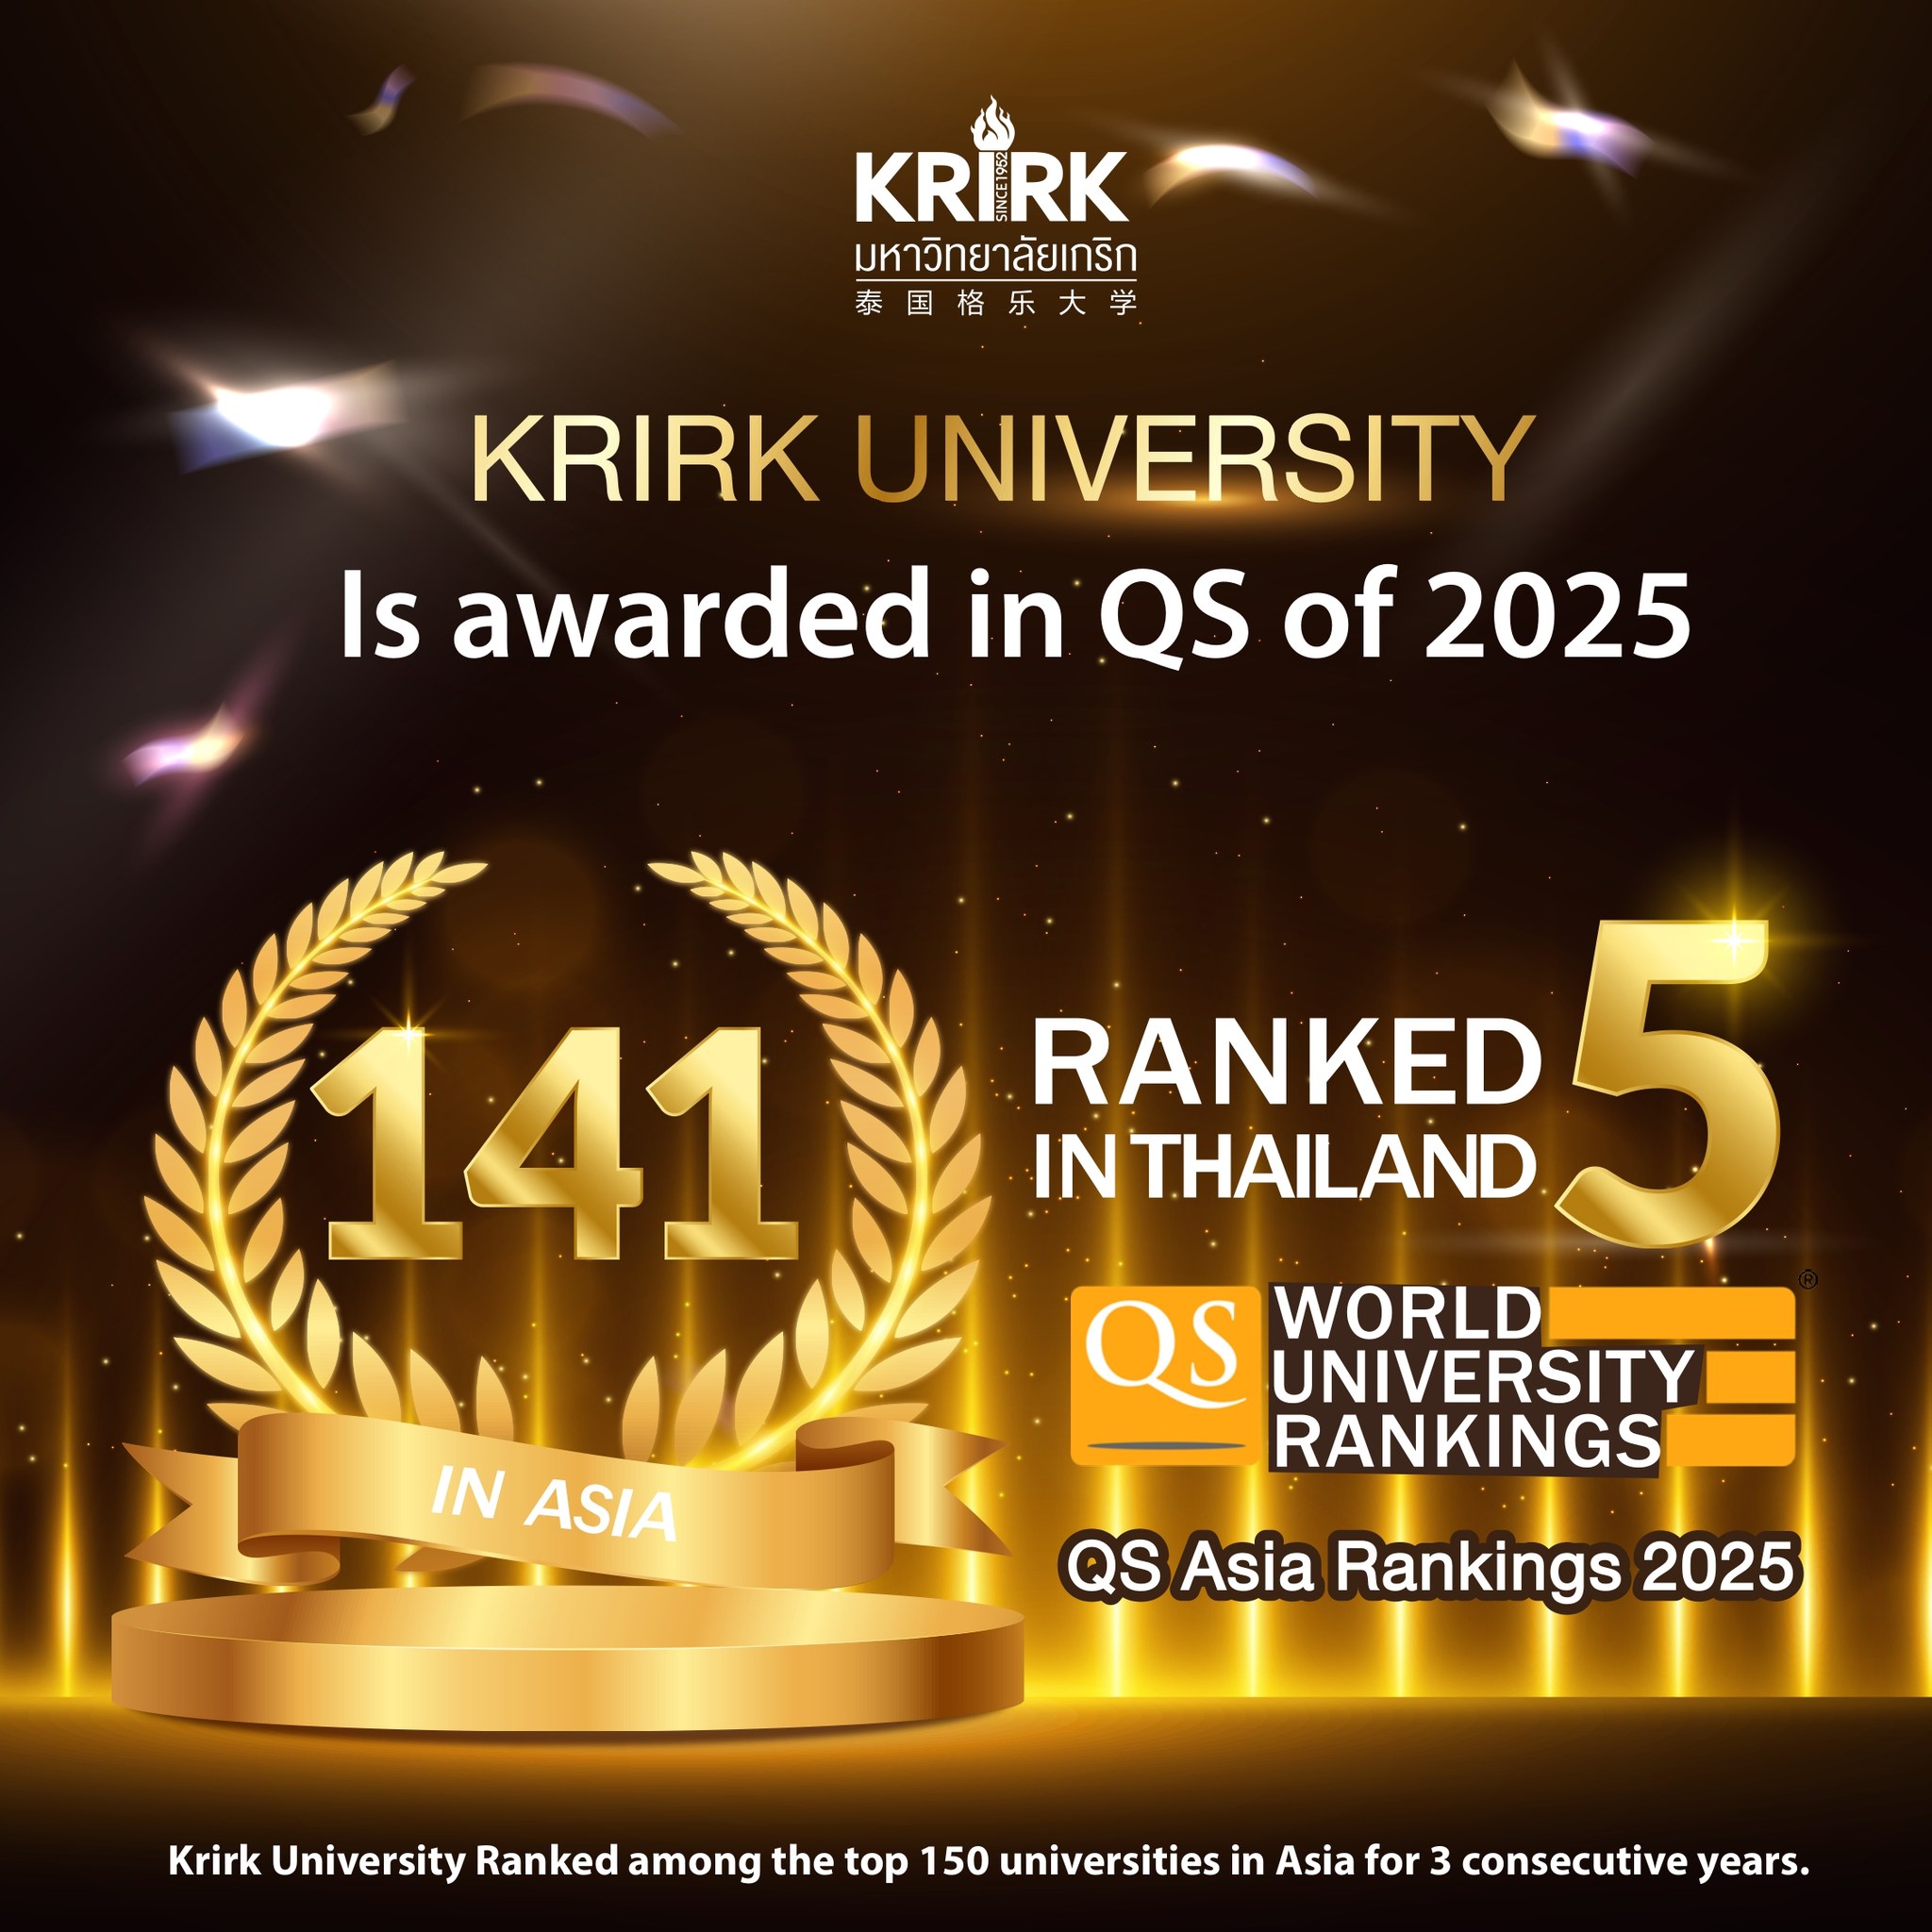 KRIRK
SINCE 1952
มหาวิทยาลัยเกริก
泰国格乐大学
KRIRK UNIVERSITY
Is awarded in QS of 2025
141
IN ASIA
RANKED
IN THAILAND
5
QS
WORLD
UNIVERSITY
RANKINGS
®
QS Asia Rankings 2025
Krirk University Ranked among the top 150 universities in Asia for 3 consecutive years.